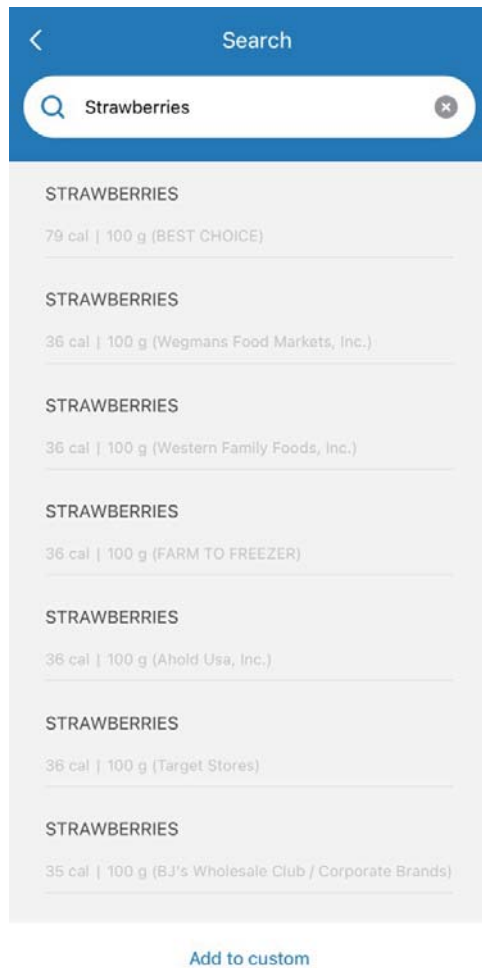 Search
Strawberries
STRAWBERRIES
79 cal | 100 g (BEST CHOICE)
STRAWBERRIES
36 cal | 100 g (Wegmans Food Markets, Inc.)
STRAWBERRIES
36 cal | 100 g (Western Family Foods, Inc.)
STRAWBERRIES
36 cal | 100 g (FARM TO FREEZER)
STRAWBERRIES
36 cal | 100 g (Ahold Usa, Inc.)
STRAWBERRIES
36 cal | 100 g (Target Stores)
STRAWBERRIES
35 cal | 100 g (BJ's Wholesale Club / Corporate Brands)
Add to custom